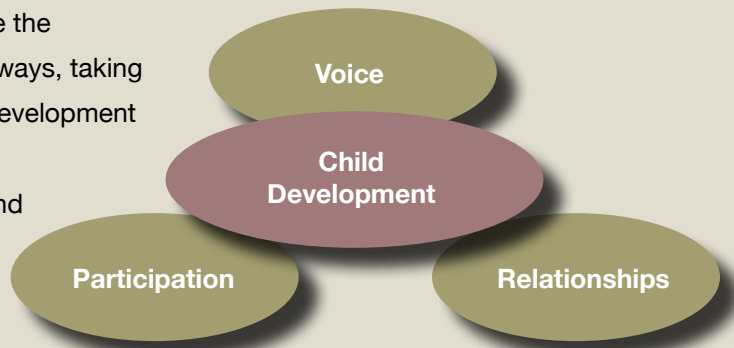 e the
ways, taking
evelopment
nd
Voice
Child
Development
Participation
Relationships